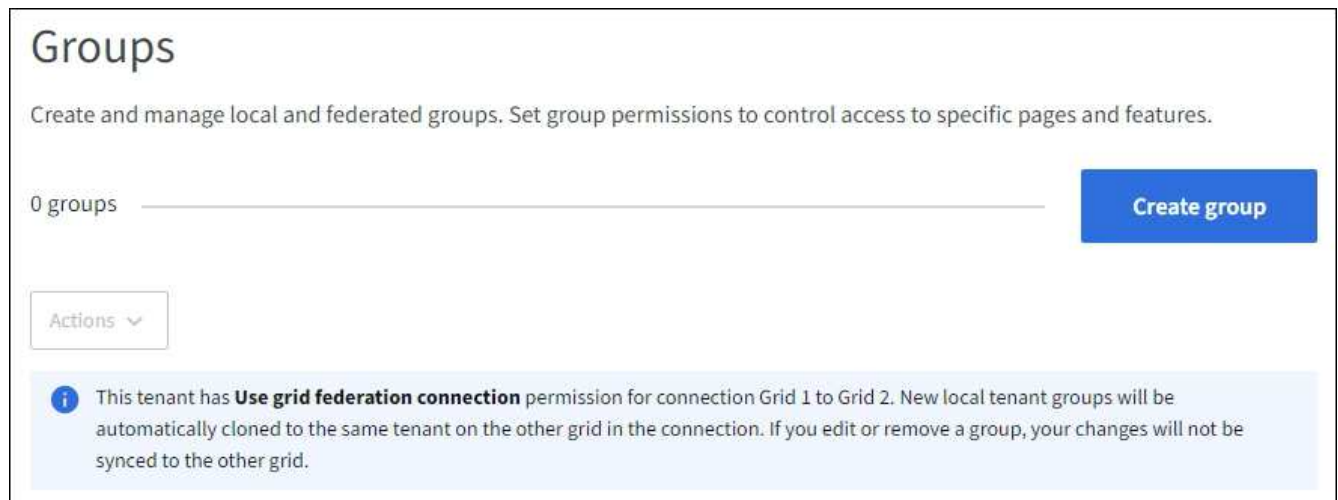 Groups
Create and manage local and federated groups. Set group permissions to control access to specific pages and features.
0 groups
Create group
Actions
This tenant has Use grid federation connection permission for connection Grid 1 to Grid 2. New local tenant groups will be
automatically cloned to the same tenant on the other grid in the connection. If you edit or remove a group, your changes will not be
synced to the other grid.